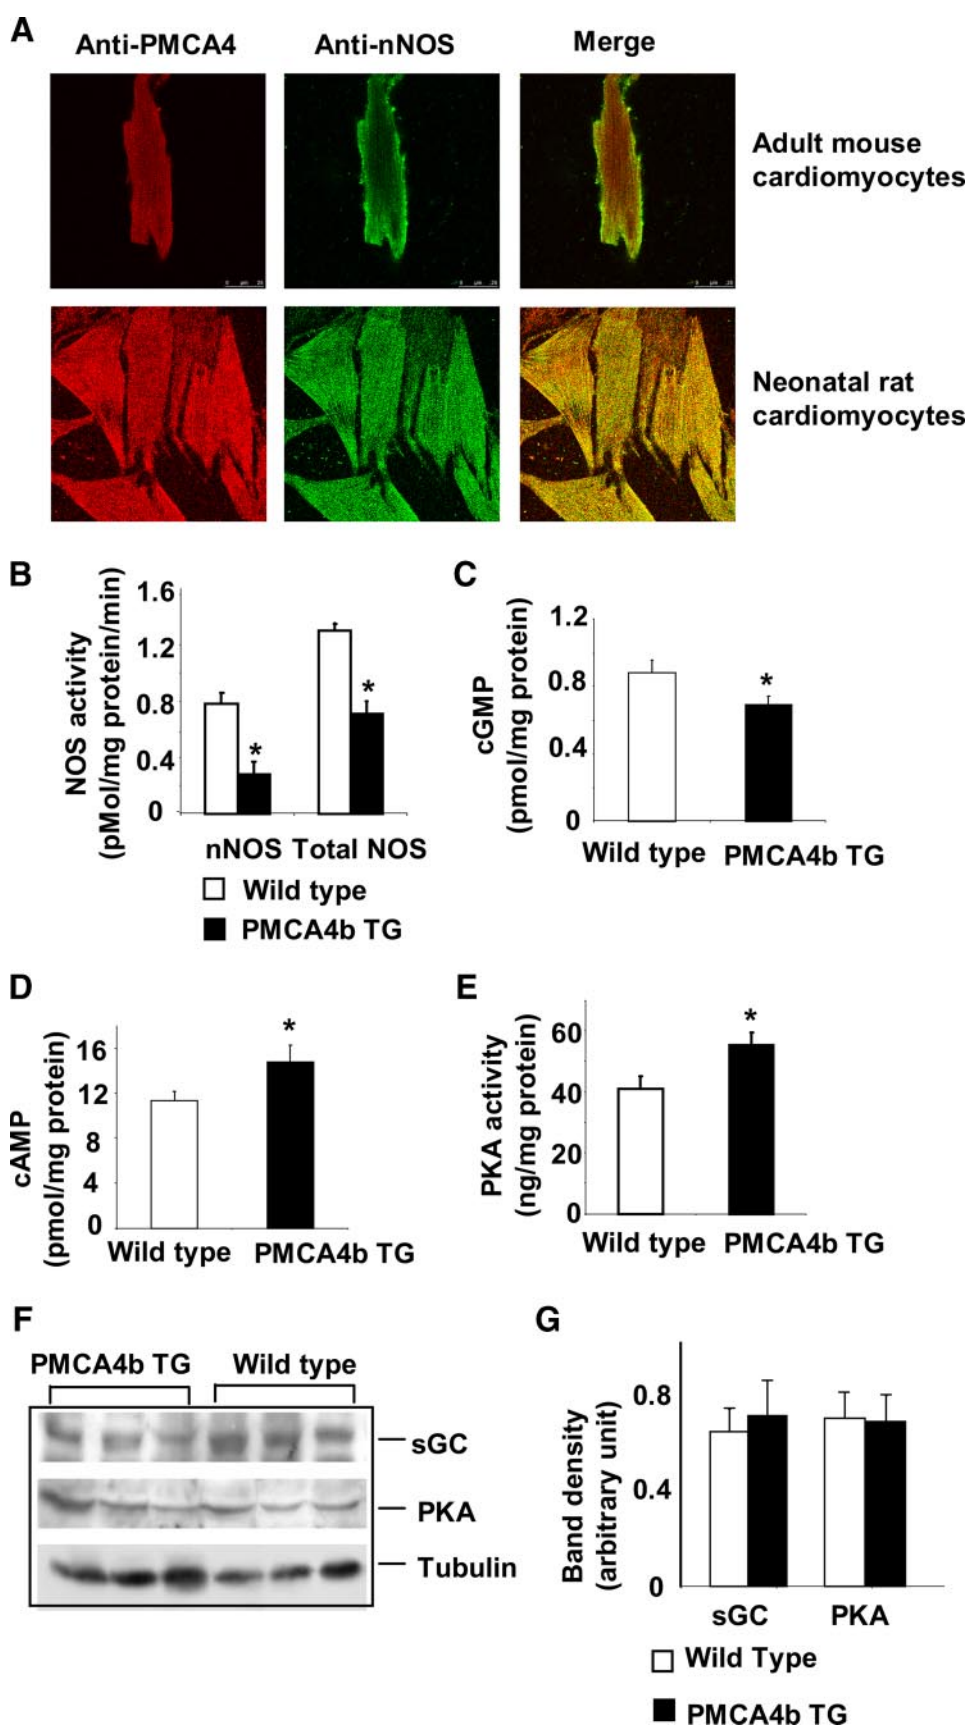 A
Anti-PMCA4
Anti-nNOS
Merge
Adult mouse
cardiomyocytes
Neonatal rat
cardiomyocytes
B
NOS activity
(pMol/mg protein/min)
1.6
1.2
0.8
0.4
0
*
*
nNOS Total NOS
Wild type
PMCA4b TG
C
cGMP
(pmol/mg protein)
1.2
0.8
0.4
0
*
Wild type PMCA4b TG
D
cAMP
(pmol/mg protein)
16
12
8
4
0
*
Wild type PMCA4b TG
E
PKA activity
(ng/mg protein)
60
40
20
0
*
Wild type PMCA4b TG
F
PMCA4b TG Wild type
sGC
PKA
Tubulin
G
Band density
(arbitrary unit)
0.8
0.4
0
sGC PKA
Wild Type
PMCA4b TG